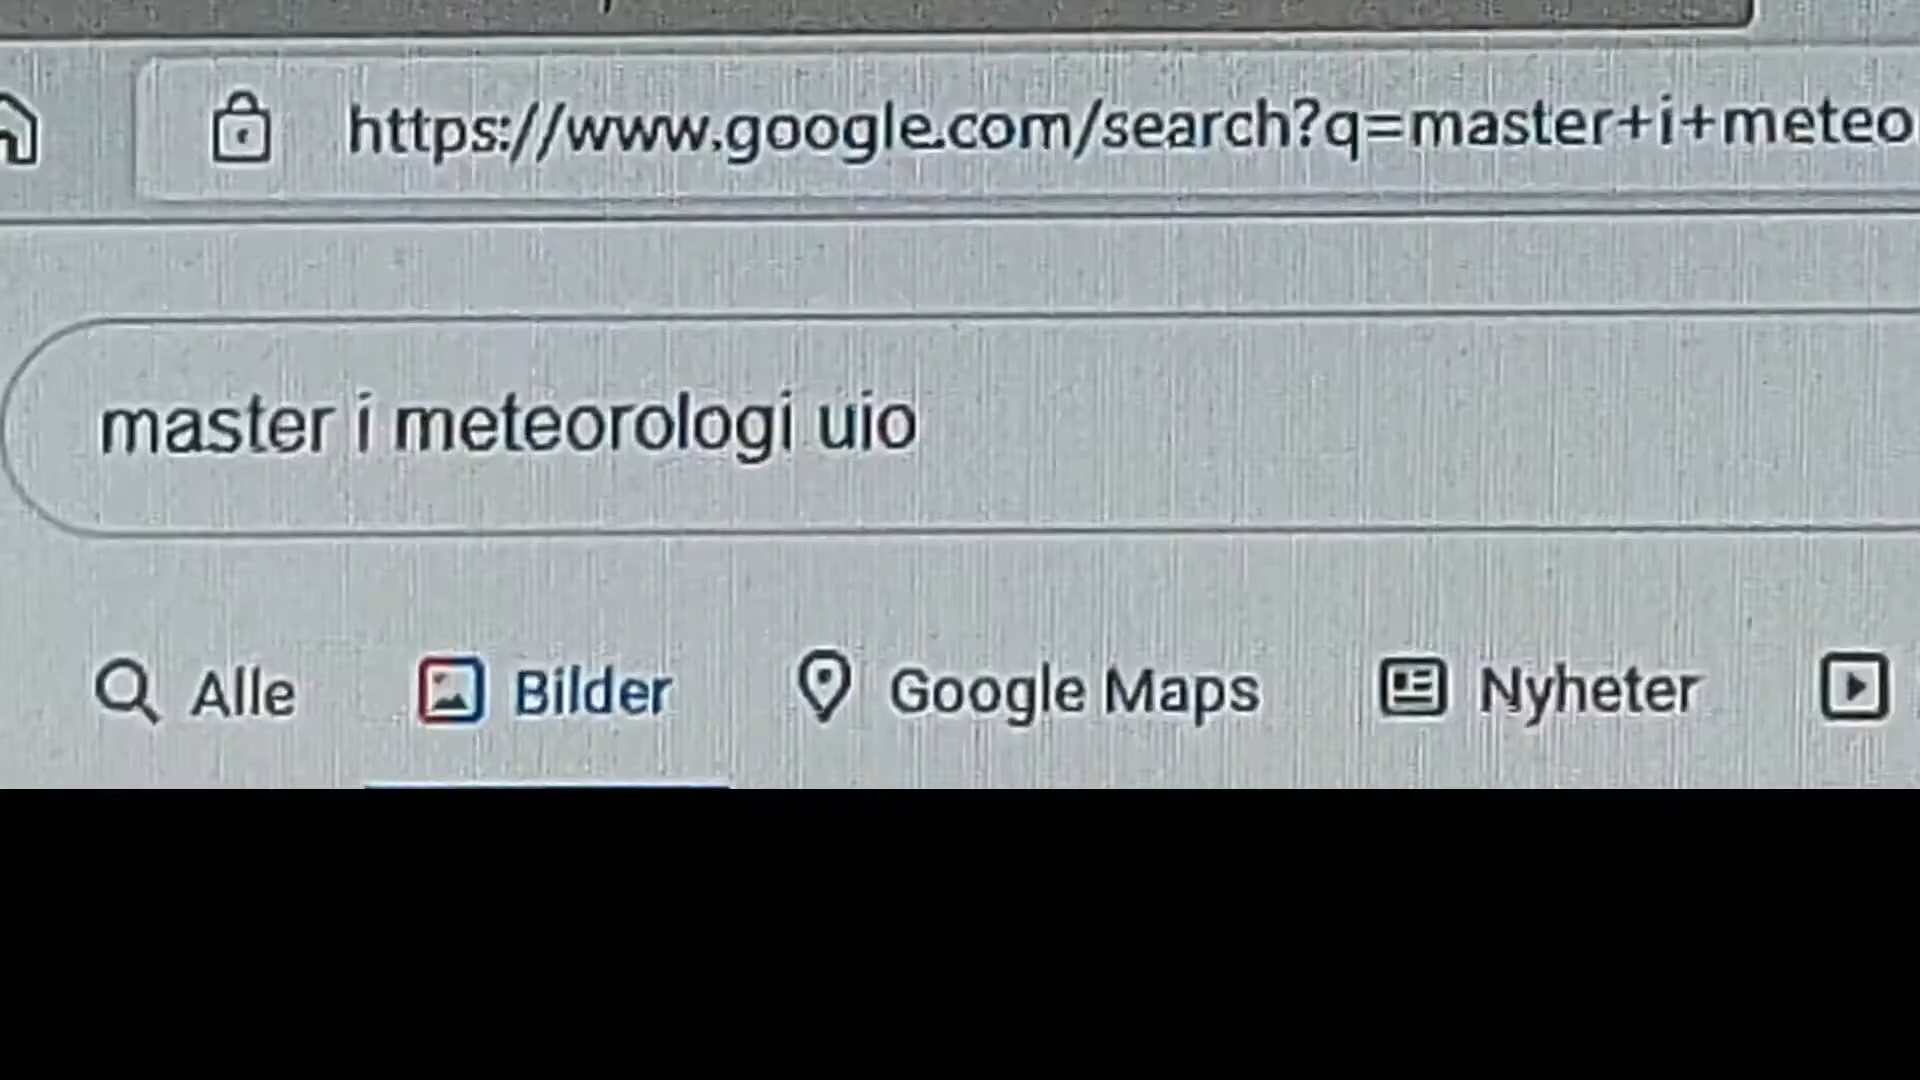 https://www.google.com/search?q=master+i+meteo
master i meteorologi uio
Alle Bilder Google Maps Nyheter